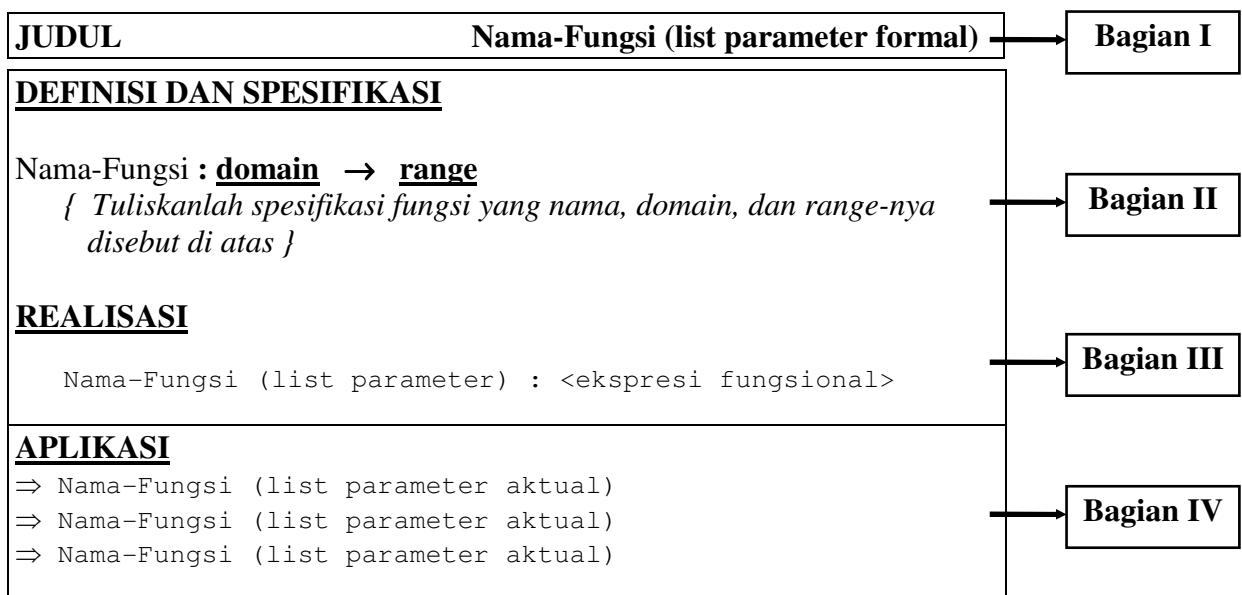 JUDUL Nama-Fungsi (list parameter formal) Bagian I
DEFINISI DAN SPESIFIKASI
Nama-Fungsi : domain → range
{ Tuliskanlah spesifikasi fungsi yang nama, domain, dan range-nya Bagian II
disebut di atas }
REALISASI
Nama-Fungsi (list parameter) : <ekspresi fungsional> Bagian III
APLIKASI
⇒ Nama-Fungsi (list parameter aktual)
⇒ Nama-Fungsi (list parameter aktual) Bagian IV
⇒ Nama-Fungsi (list parameter aktual)